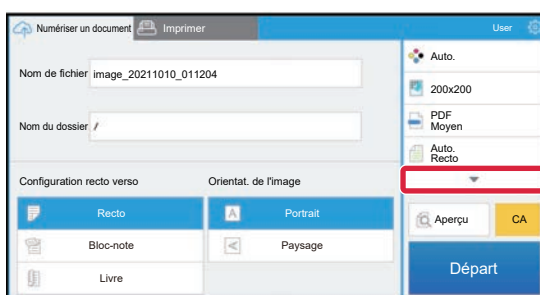 Numériser un document
Imprimer
User
Nom de fichier image_20211010_011204
Nom du dossier /
Configuration recto verso
Orientat. de l'image
Recto
Portrait
Bloc-note
Paysage
Livre
Auto.
200x200
PDF
Moyen
Auto.
Recto
Aperçu
CA
Départ